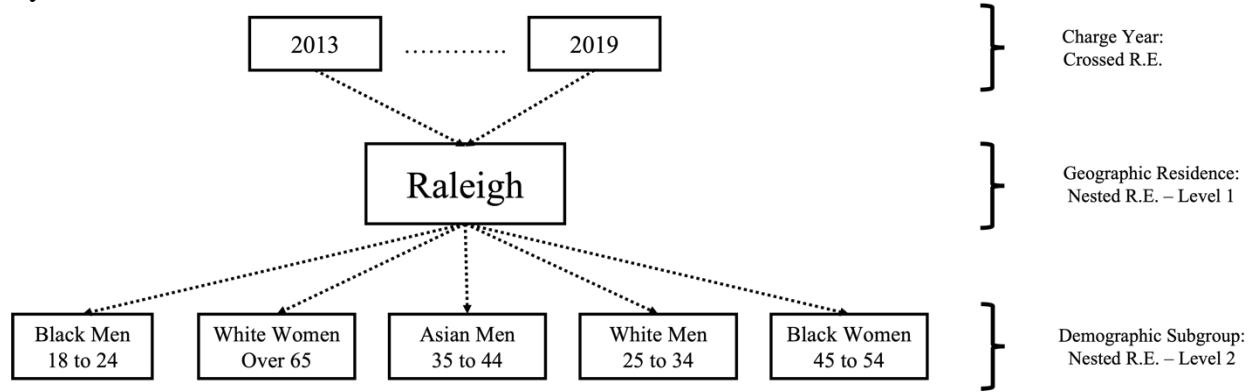 2013
.............
2019
Charge Year:
Crossed R.E.
Raleigh
Geographic Residence:
Nested R.E. – Level 1
Black Men
18 to 24
White Women
Over 65
Asian Men
35 to 44
White Men
25 to 34
Black Women
45 to 54
Demographic Subgroup:
Nested R.E. – Level 2